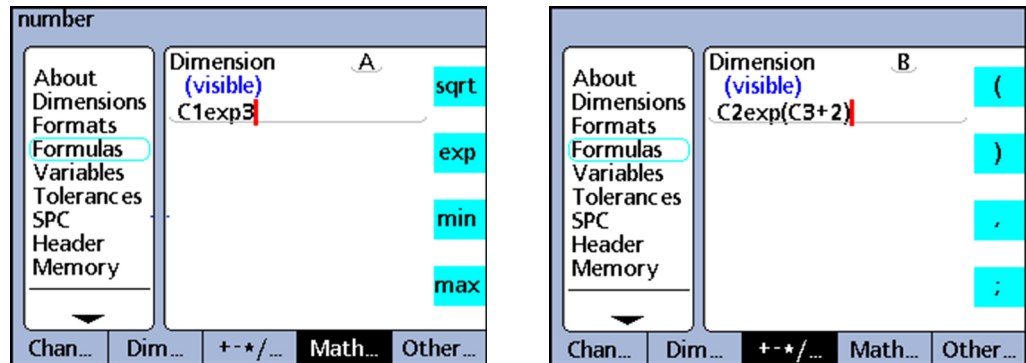 number
About
Dimensions
Formats
Formulas
Variables
Tolerances
SPC
Header
Memory
Dimension A
(visible)
C1exp3
sqrt
exp
min
max
Chan... Dim... +-*/... Math... Other...
About
Dimensions
Formats
Formulas
Variables
Tolerances
SPC
Header
Memory
Dimension B
(visible)
C2exp(C3+2)
(
)
,
;
Chan... Dim... +-*/... Math... Other...